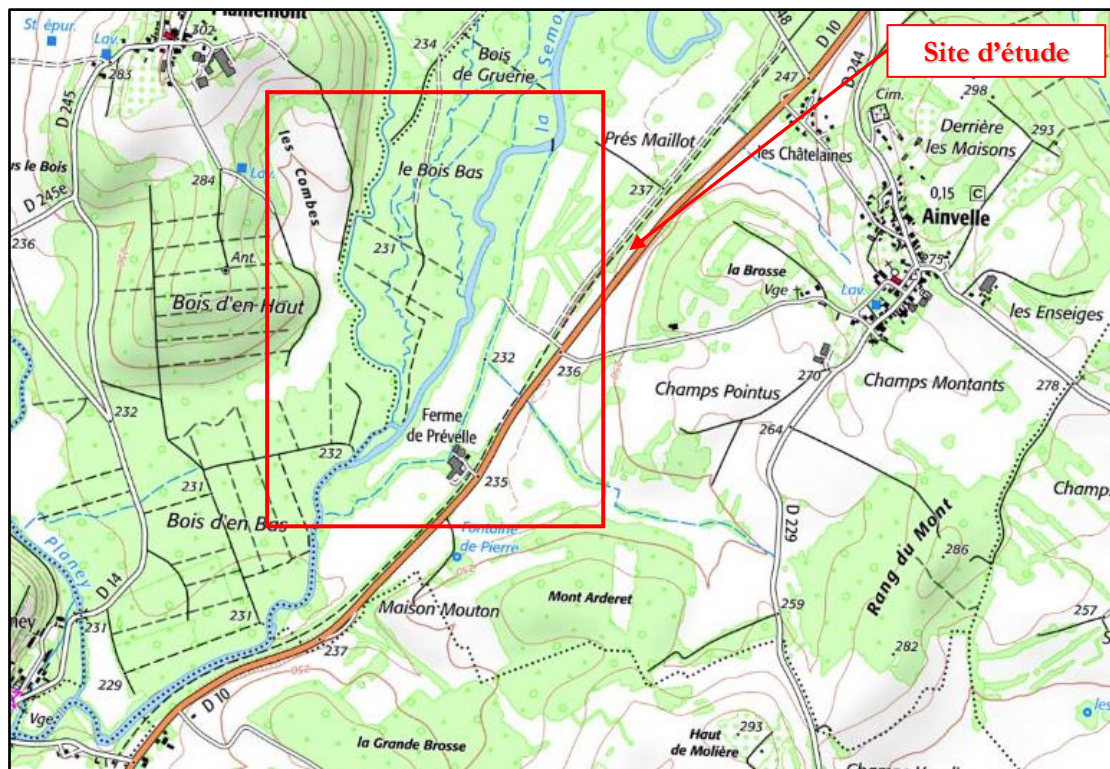 St épur.
Lav.
302
283
D 245
234
Bois
de Gruerie
la Semo
D 10
247
D 244
Site d'étude
Cim.
298
293
Derrière
les Maisons
les Combes
le Bois Bas
Prés Maillot
237
les Châtelaines
0,15
C
Ainvelle
284
Lav.
D 245e
236
231
Ant.
Bois d'en Haut
la Brosse
Vge
275
Lav.
les Enseiges
232
236
Champs Pointus
270
Champs Montants
278
232
264
Ferme
de Prévelle
232
235
231
Bois d'en Bas
Planey
D 14
Fontaine
de Pierre
250
D 229
Rang du Mont
286
Maison Mouton
Mont Arderet
259
257
231
231
237
250
282
229
Vge
D 10
la Grande Brosse
293
Haut
de Molière
les